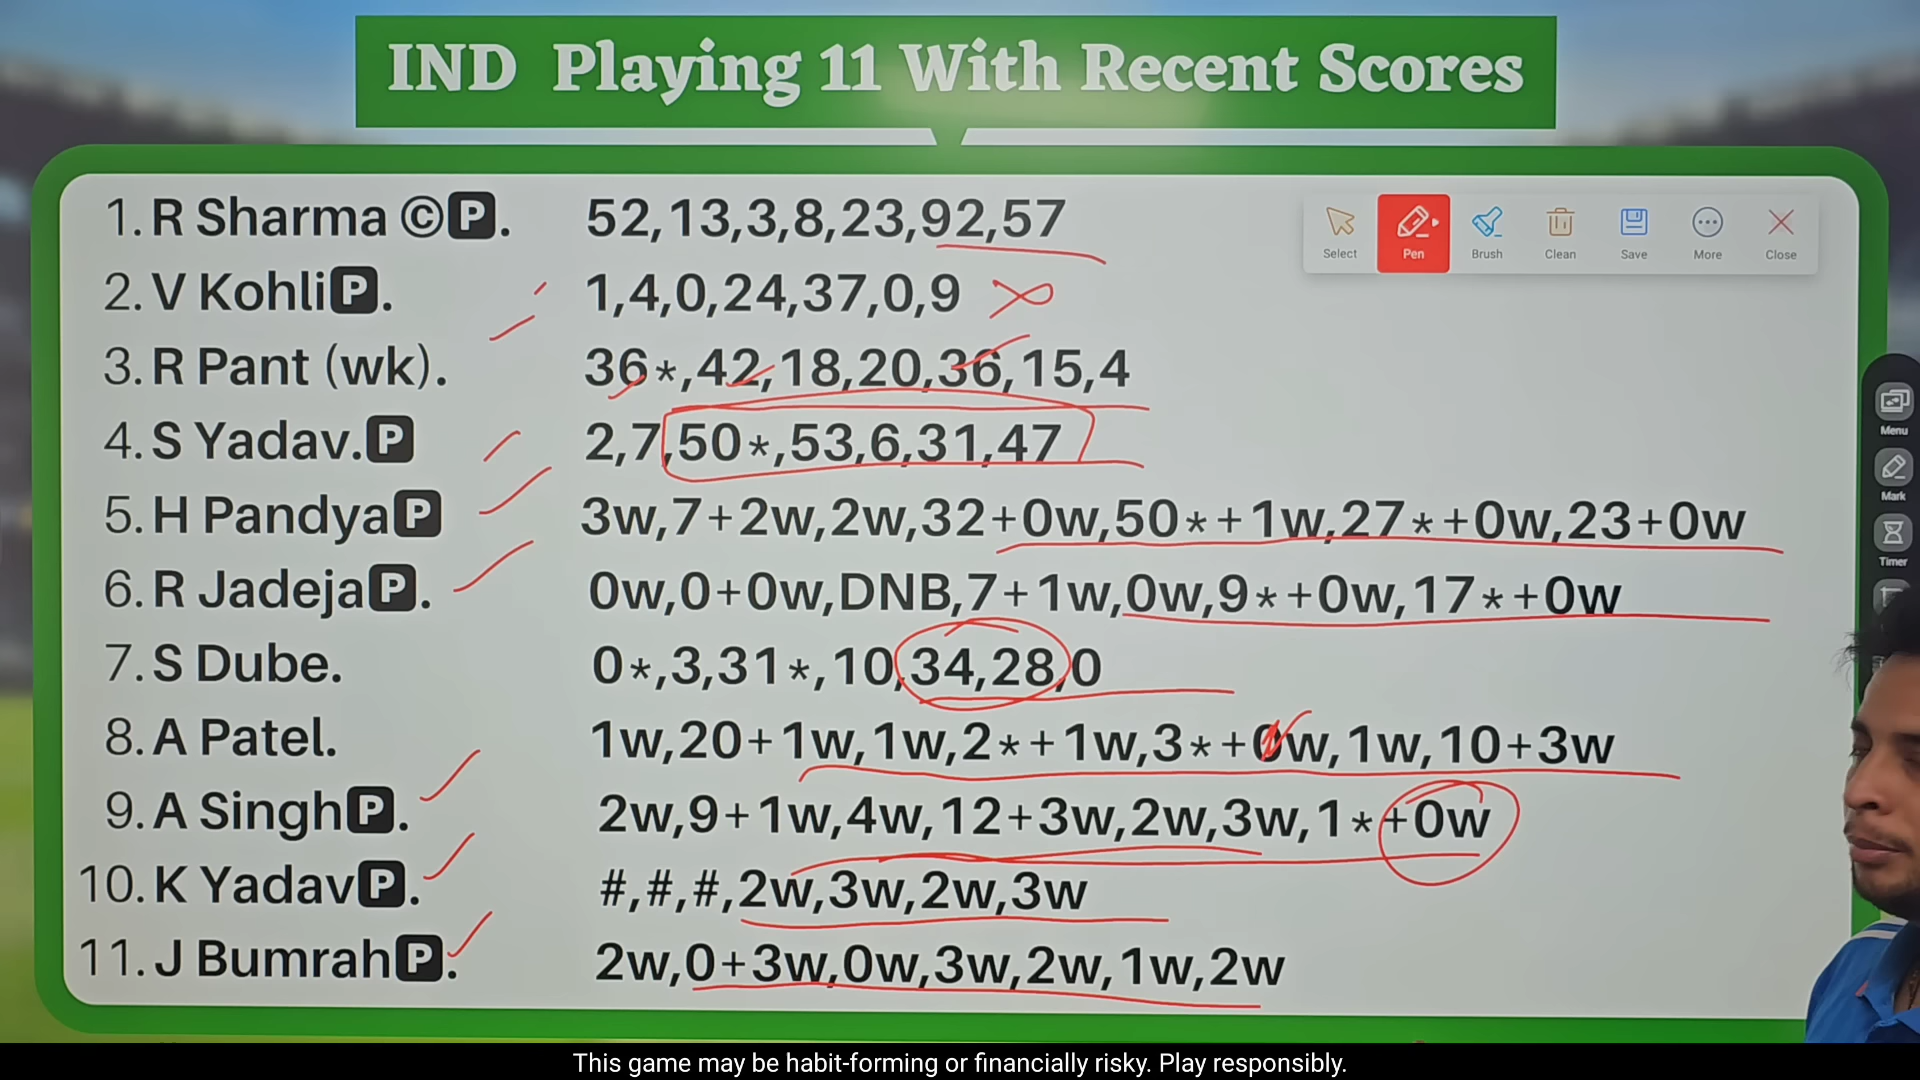 IND Playing 11 With Recent Scores
1. R Sharma ©🅿. 52,13,3,8,23,92,57
2. V Kohli🅿. 1,4,0,24,37,0,9
3. R Pant (wk). 36*,42,18,20,36,15,4
4. S Yadav.🅿 2,7,50*,53,6,31,47
5. H Pandya🅿 3w,7+2w,2w,32+0w,50*+1w,27*+0w,23+0w
6. R Jadeja🅿. 0w,0+0w,DNB,7+1w,0w,9*+0w,17*+0w
7. S Dube. 0*,3,31*,10,34,28,0
8. A Patel. 1w,20+1w,1w,2*+1w,3*+0w,1w,10+3w
9. A Singh🅿. 2w,9+1w,4w,12+3w,2w,3w,1*+0w
10. K Yadav🅿. #,#,#,2w,3w,2w,3w
11. J Bumrah🅿. 2w,0+3w,0w,3w,2w,1w,2w
Select Pen Brush Clean Save More Close
Menu
Mark
Timer
This game may be habit-forming or financially risky. Play responsibly.